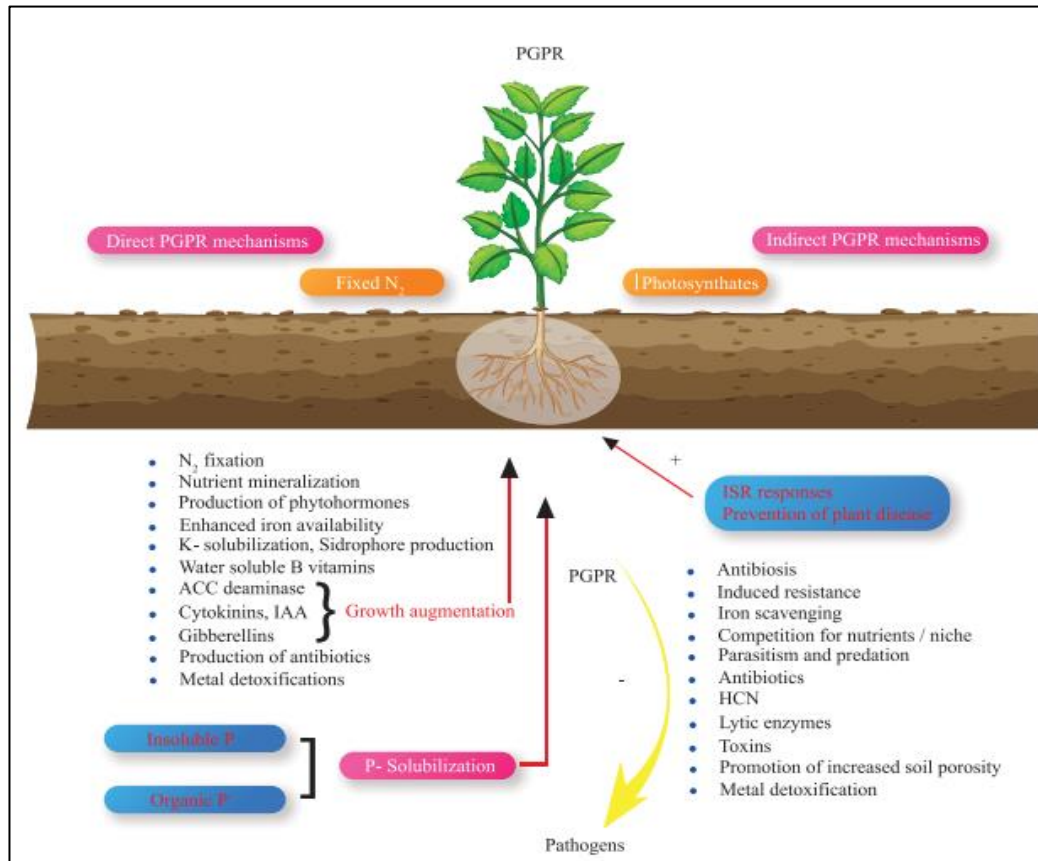 PGPR
Direct PGPR mechanisms
Indirect PGPR mechanisms
Fixed N₂
Photosynthates
N₂ fixation
Nutrient mineralization
Production of phytohormones
Enhanced iron availability
K- solubilization, Sidrophore production
Water soluble B vitamins
ACC deaminase
Cytokinins, IAA
Gibberellins
Growth augmentation
Production of antibiotics
Metal detoxifications
Insoluble P
Organic P
P- Solubilization
+
ISR responses
Prevention of plant disease
PGPR
-
Pathogens
Antibiosis
Induced resistance
Iron scavenging
Competition for nutrients / niche
Parasitism and predation
Antibiotics
HCN
Lytic enzymes
Toxins
Promotion of increased soil porosity
Metal detoxification